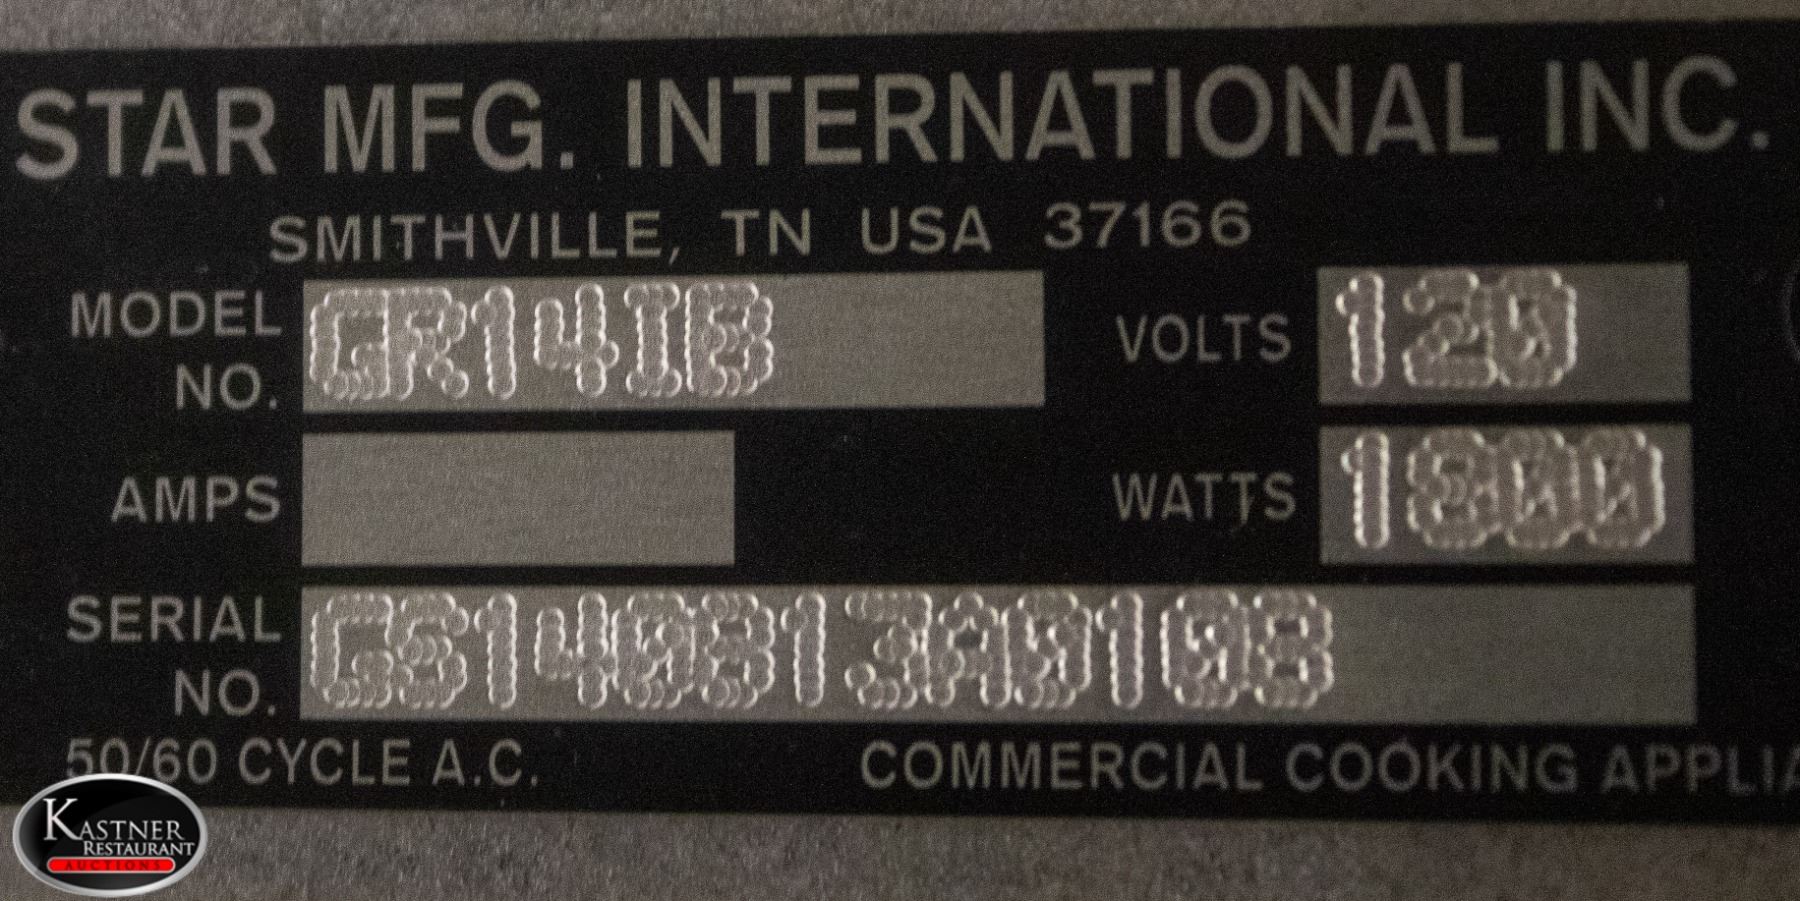 STAR MFG. INTERNATIONAL INC.
SMITHVILLE, TN USA 37166
MODEL NO. GR14IB
VOLTS 120
AMPS
WATTS 1800
SERIAL NO. GS140813A0108
50/60 CYCLE A.C.
COMMERCIAL COOKING APPLIA
KASTNER
RESTAURANT
AUCTIONS